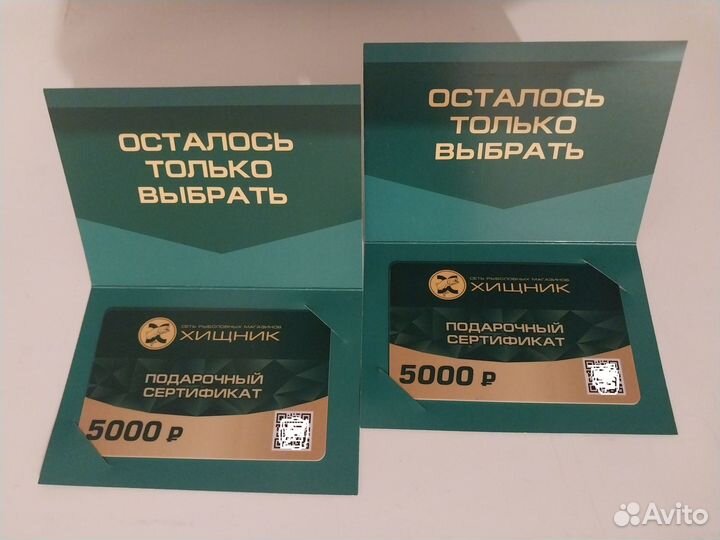 ОСТАЛОСЬ
ТОЛЬКО
ВЫБРАТЬ
СЕТЬ РЫБОЛОВНЫХ МАГАЗИНОВ
ХИЩНИК
ПОДАРОЧНЫЙ
СЕРТИФИКАТ
5000 ₽
ОСТАЛОСЬ
ТОЛЬКО
ВЫБРАТЬ
СЕТЬ РЫБОЛОВНЫХ МАГАЗИНОВ
ХИЩНИК
ПОДАРОЧНЫЙ
СЕРТИФИКАТ
5000 ₽
Avito